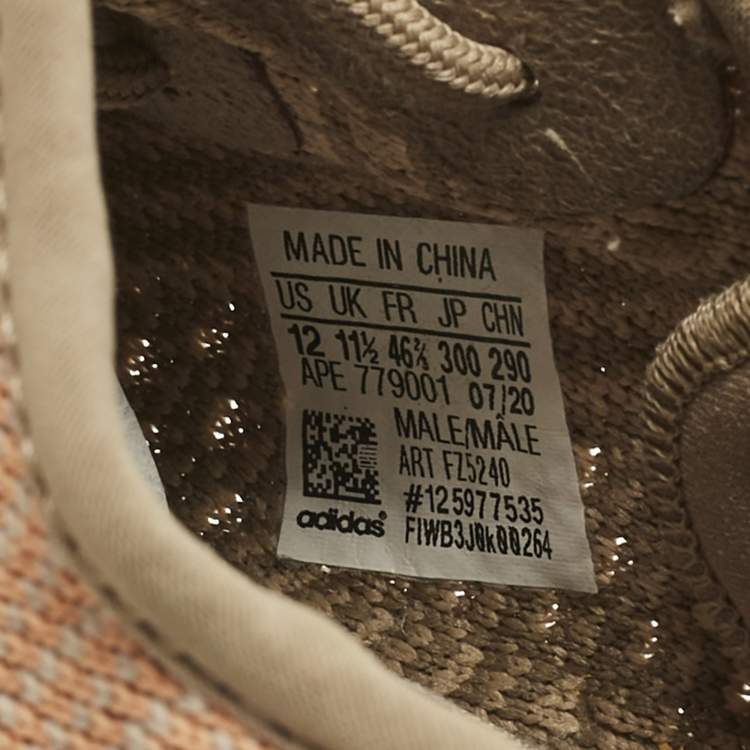 MADE IN CHINA
US UK FR JP CHN
12 11½ 46⅔ 300 290
APE 779001 07/20
MALE/MÂLE
ART FZ5240
#125977535
adidas®